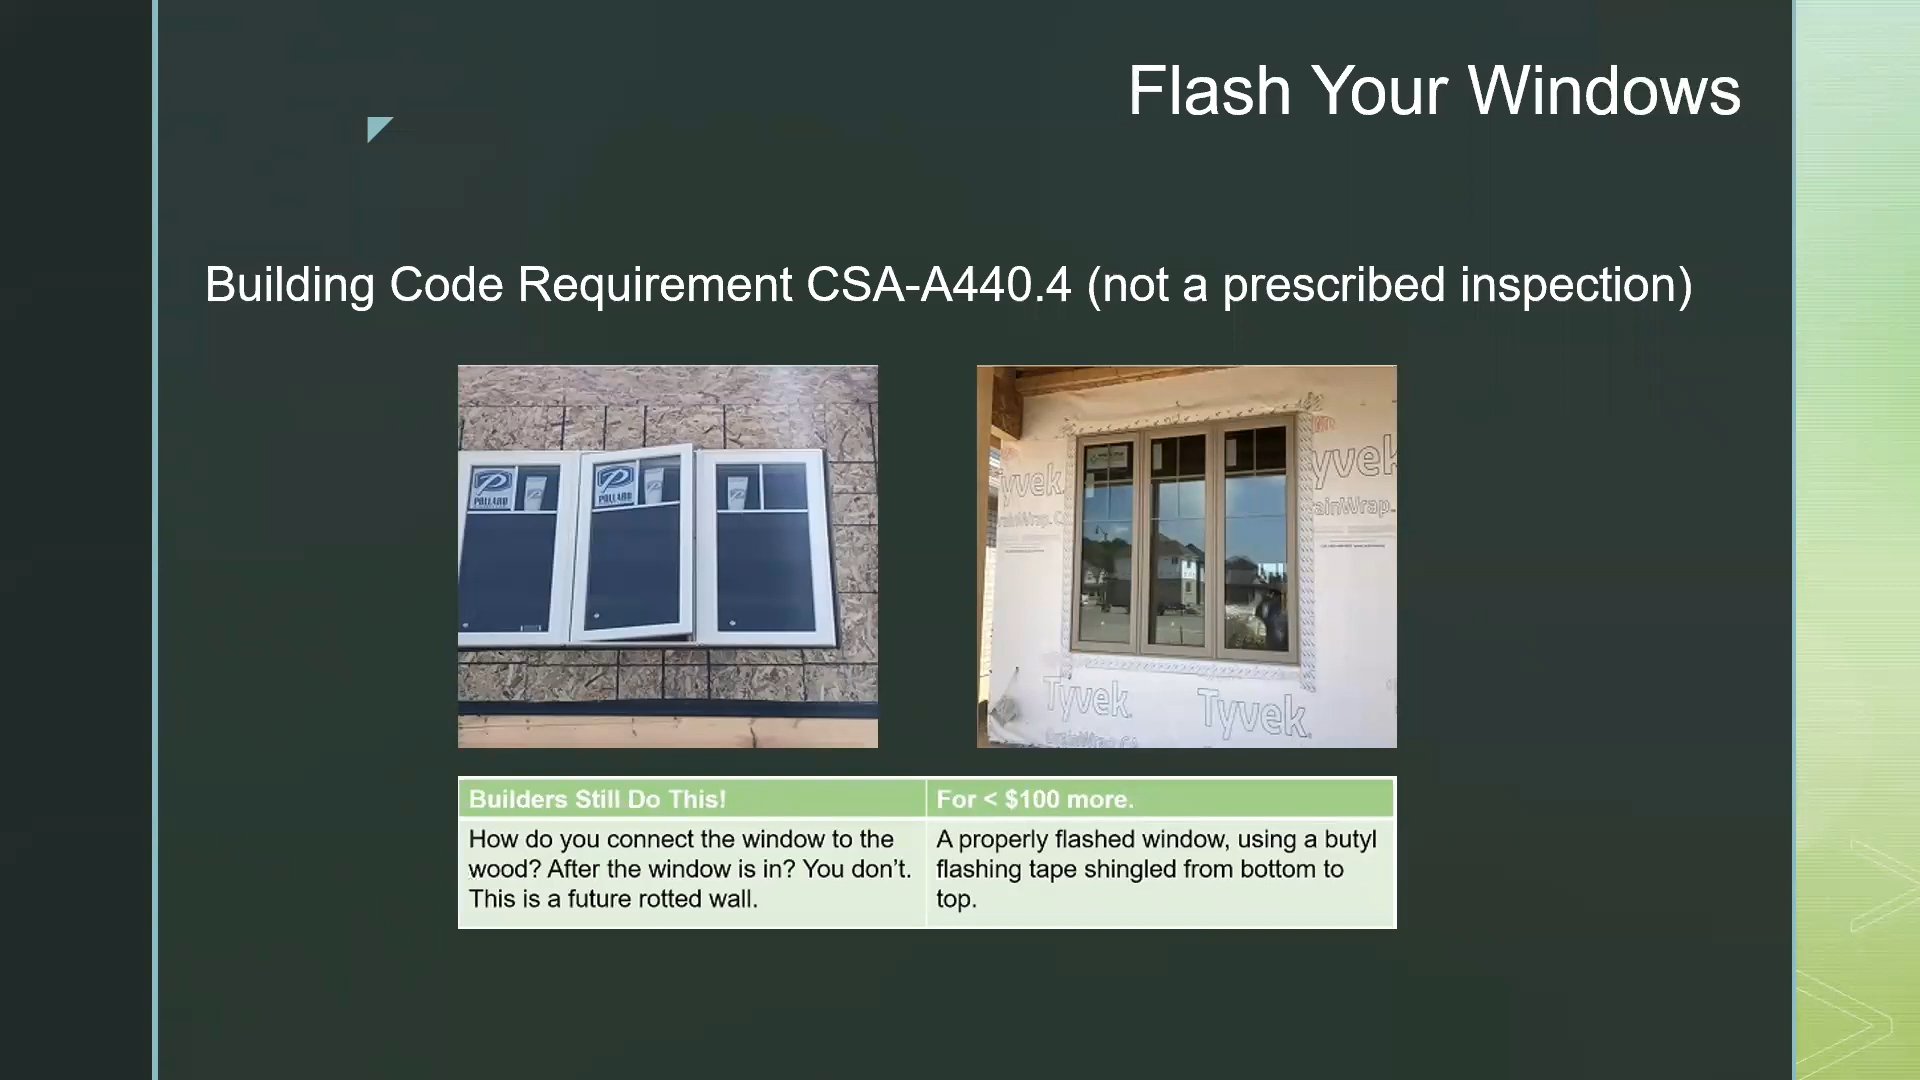 Flash Your Windows
Building Code Requirement CSA-A440.4 (not a prescribed inspection)
POLLARD
POLLARD
Tyvek
DrainWrap
Tyvek
DrainWrap
Tyvek
Tyvek
DrainWrap
Builders Still Do This!
For < $100 more.
How do you connect the window to the
wood? After the window is in? You don’t.
This is a future rotted wall.
A properly flashed window, using a butyl
flashing tape shingled from bottom to
top.